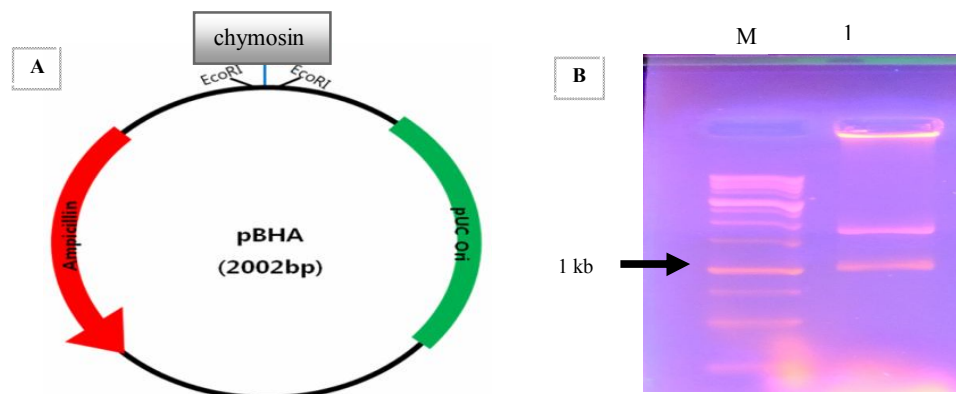 chymosin
A
EcoRI EcoRI
Ampicillin
pUC Ori
pBHA
(2002bp)
M 1
B
1 kb